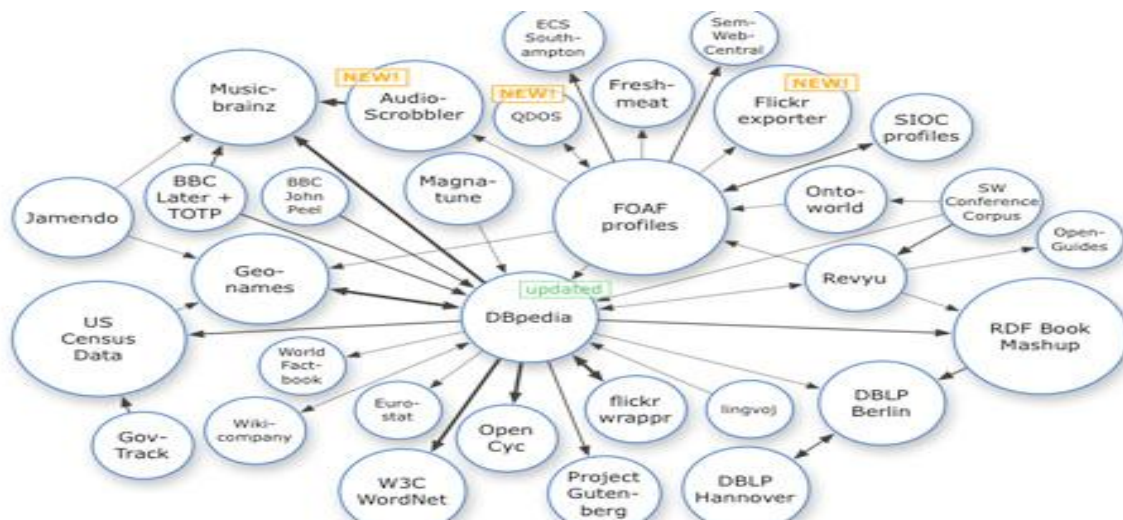 ECS
South-
ampton
Sem-
Web-
Central
NEW!
Music-
brainz
Audio-
Scrobbler
NEW!
QDOS
Fresh-
meat
NEW!
Flickr
exporter
SIOC
profiles
Jamendo
BBC
Later +
TOTP
BBC
John
Peel
Magna-
tune
FOAF
profiles
Onto-
world
SW
Conference
Corpus
Open-
Guides
Geo-
names
updated
DBpedia
Revyu
US
Census
Data
World
Fact-
book
RDF Book
Mashup
Gov-
Track
Wiki-
company
Euro-
stat
Open
Cyc
flickr
wrappr
lingvoj
DBLP
Berlin
W3C
WordNet
Project
Guten-
berg
DBLP
Hannover